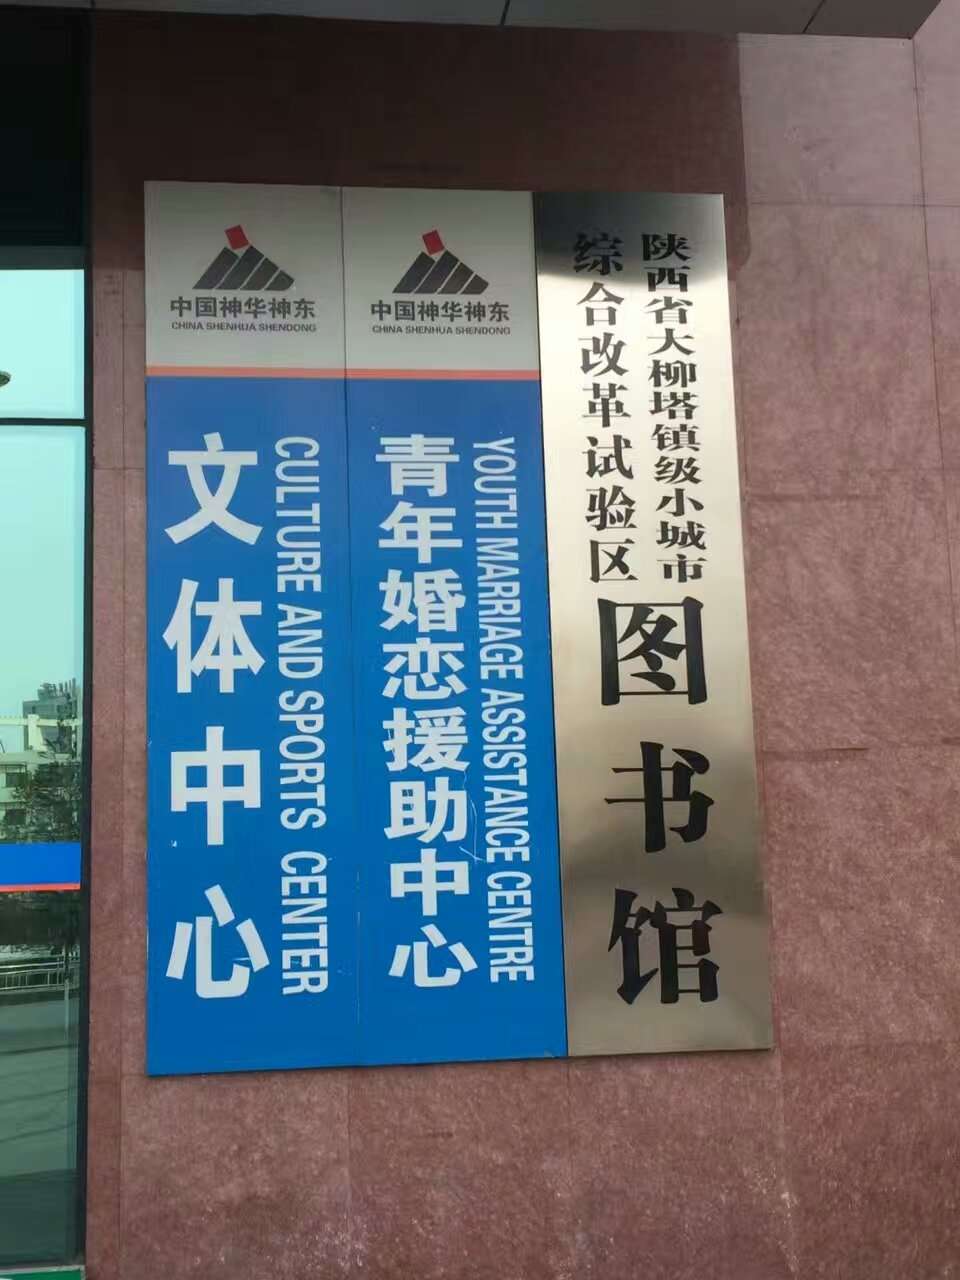 中国神华神东
CHINA SHENHUA SHENDONG
文体中心
CULTURE AND SPORTS CENTER
中国神华神东
CHINA SHENHUA SHENDONG
青年婚恋援助中心
YOUTH MARRIAGE ASSISTANCE CENTRE
陕西省大柳塔镇级小城市
综合改革试验区
图书馆